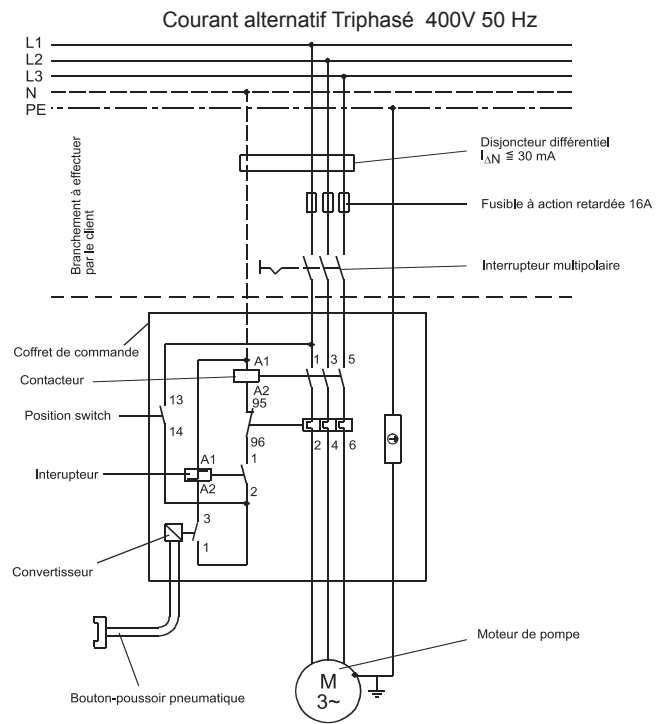 Courant alternatif Triphasé 400V 50 Hz
L1
L2
L3
N
PE
Branchement à effectuer
par le client
Disjoncteur différentiel
IΔN ≦ 30 mA
Fusible à action retardée 16A
Interrupteur multipolaire
Coffret de commande
A1
1 3 5
Contacteur
A2
13
95
Position switch
14
96
2 4 6
A1
1
Interupteur
A2
2
3
1
Convertisseur
Moteur de pompe
M
3~
Bouton-poussoir pneumatique